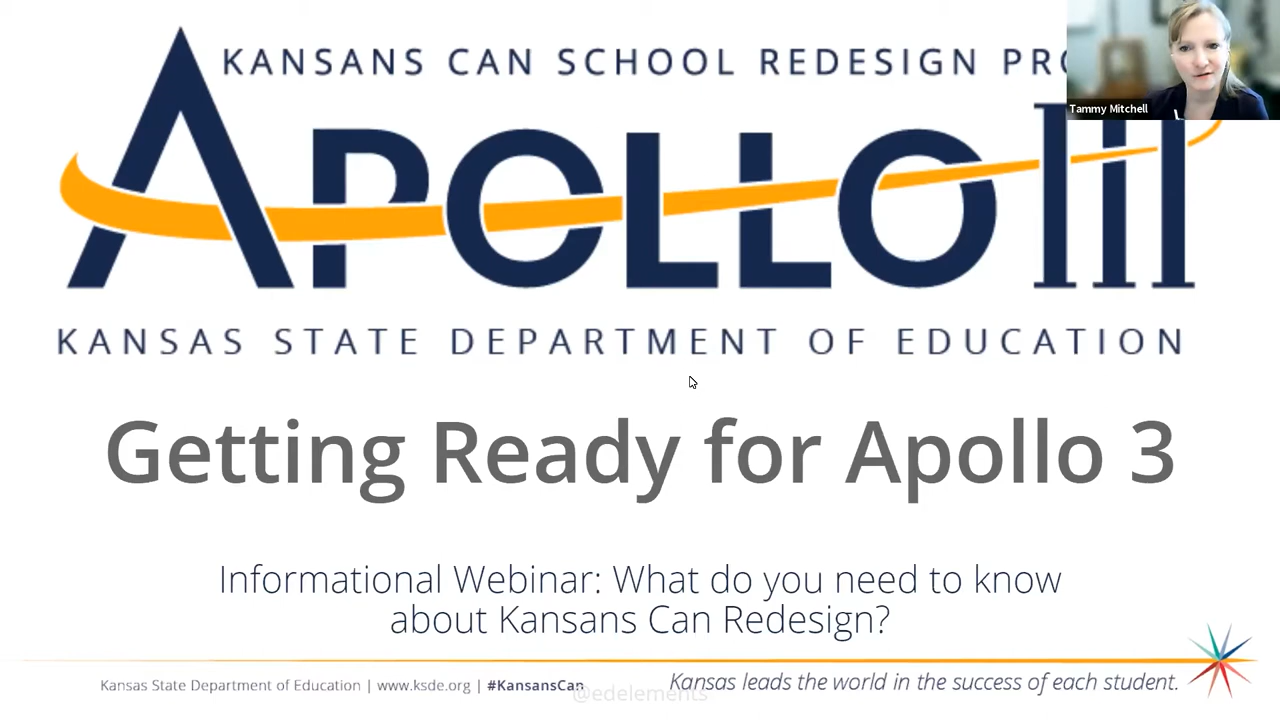 KANSANS CAN SCHOOL REDESIGN
Tammy Mitchell
APOLLO III
KANSAS STATE DEPARTMENT OF EDUCATION
Getting Ready for Apollo 3
Informational Webinar: What do you need to know
about Kansans Can Redesign?
Kansas State Department of Education | www.ksde.org | #KansansCan
Kansas leads the world in the success of each student.
@edelements